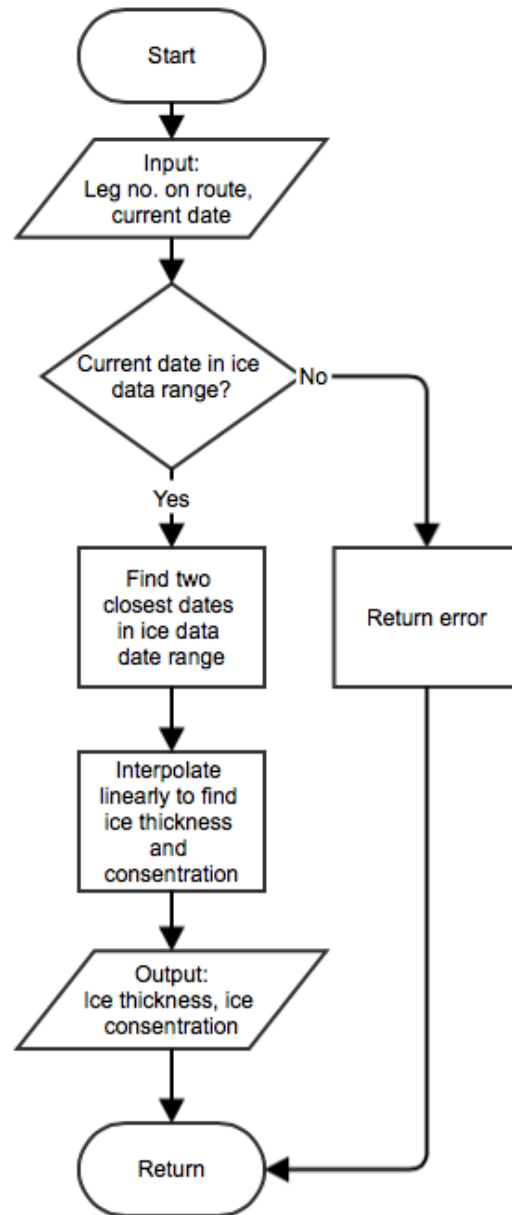 Start
Input:
Leg no. on route,
current date
Current date in ice
data range?
No
Yes
Find two
closest dates
in ice data
date range
Return error
Interpolate
linearly to find
ice thickness
and
consentration
Output:
Ice thickness, ice
consentration
Return